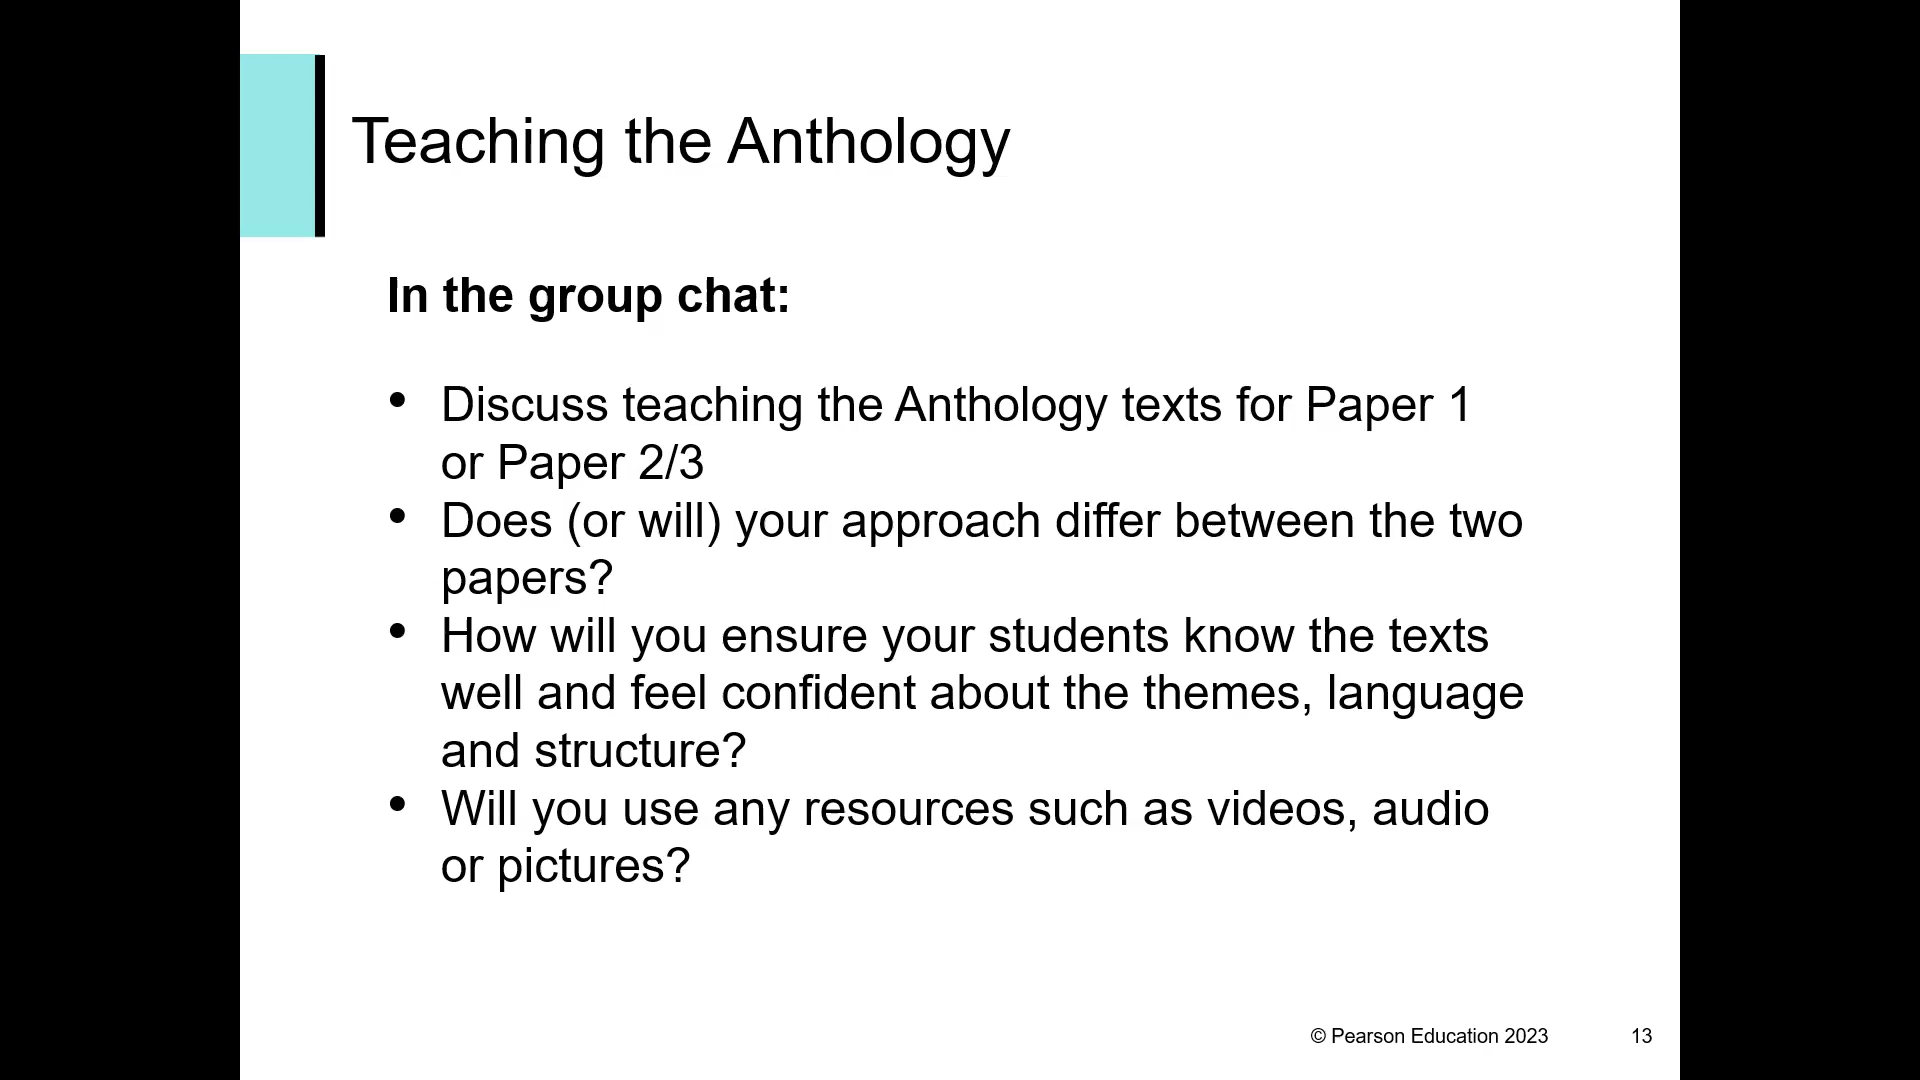 Teaching the Anthology
In the group chat:
• Discuss teaching the Anthology texts for Paper 1
or Paper 2/3
• Does (or will) your approach differ between the two
papers?
• How will you ensure your students know the texts
well and feel confident about the themes, language
and structure?
• Will you use any resources such as videos, audio
or pictures?
© Pearson Education 2023 13